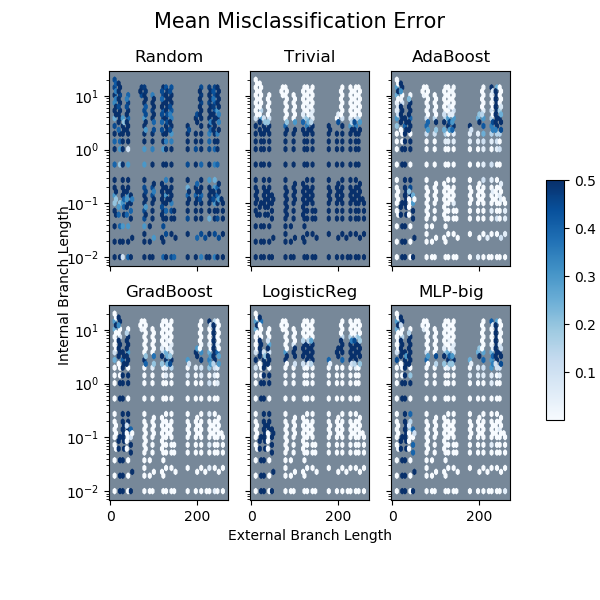 Mean Misclassification Error
Random Trivial AdaBoost
10^1
10^0
10^−1
10^−2
GradBoost LogisticReg MLP-big
10^1
10^0
10^−1
10^−2
0 200 0 200 0 200
Internal Branch Length
External Branch Length
0.5
0.4
0.3
0.2
0.1